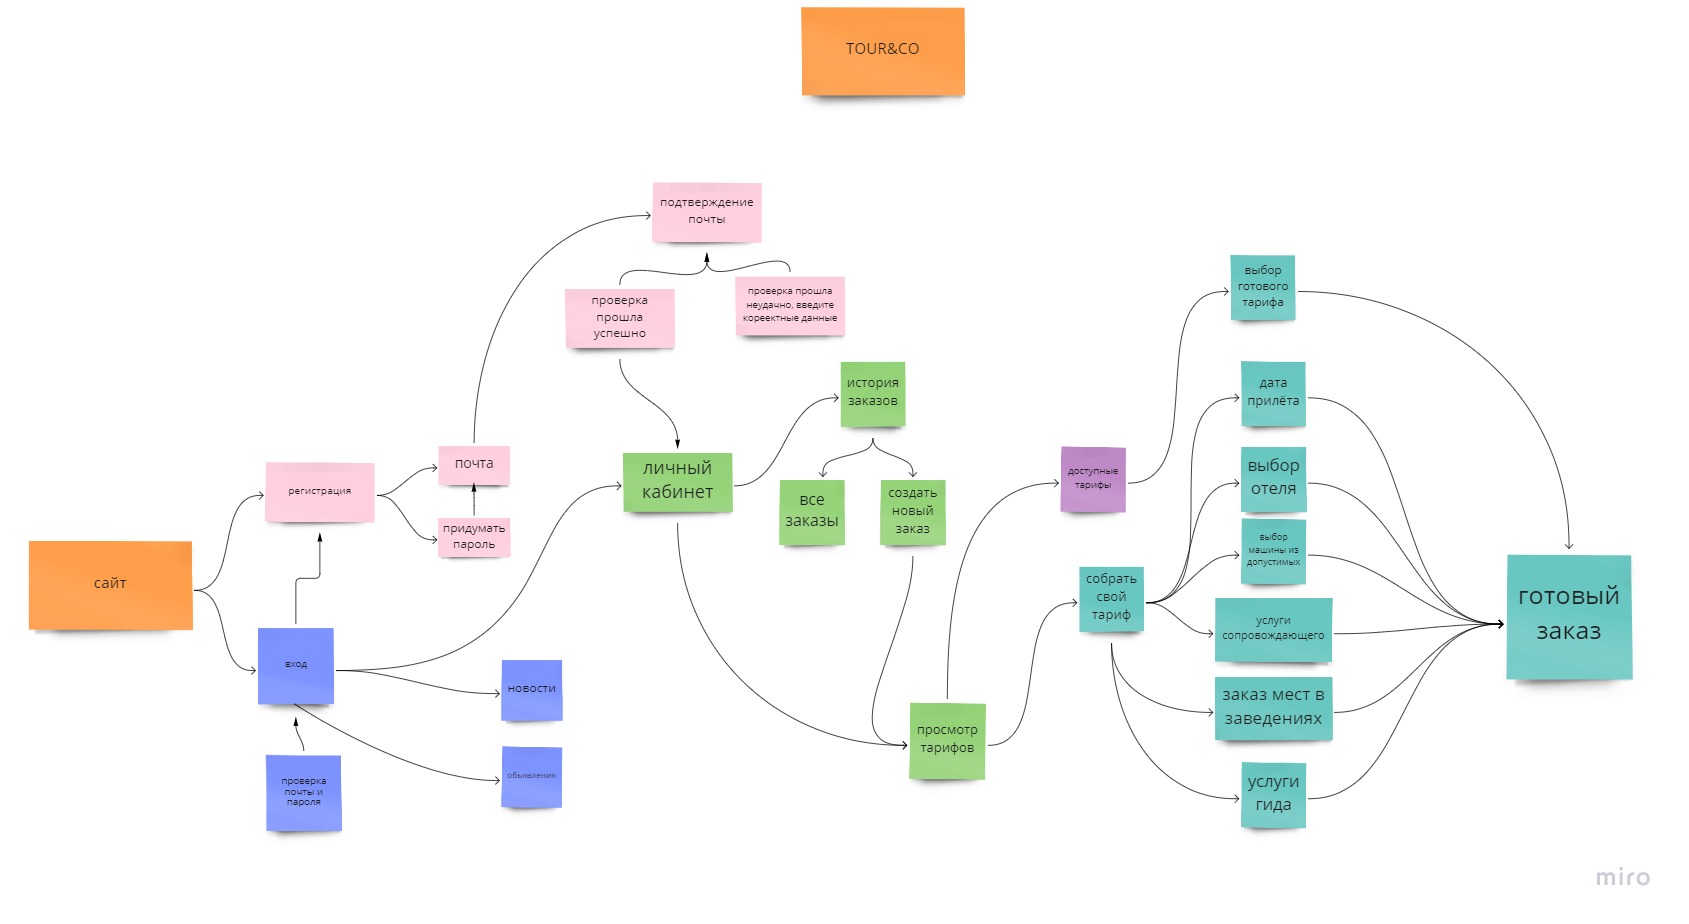 TOUR&CO
подтверждение
почты
проверка
прошла
успешно
проверка прошла
неудачно, введите
кореектные данные
сайт
регистрация
почта
придумать
пароль
вход
проверка
почты и
пароля
новости
обьявления
личный
кабинет
история
заказов
все
заказы
создать
новый
заказ
просмотр
тарифов
доступные
тарифы
выбор
готового
тарифа
собрать
свой
тариф
дата
прилёта
выбор
отеля
выбор
машины из
допустимых
услуги
сопровождающего
заказ мест в
заведениях
услуги
гида
готовый
заказ
miro